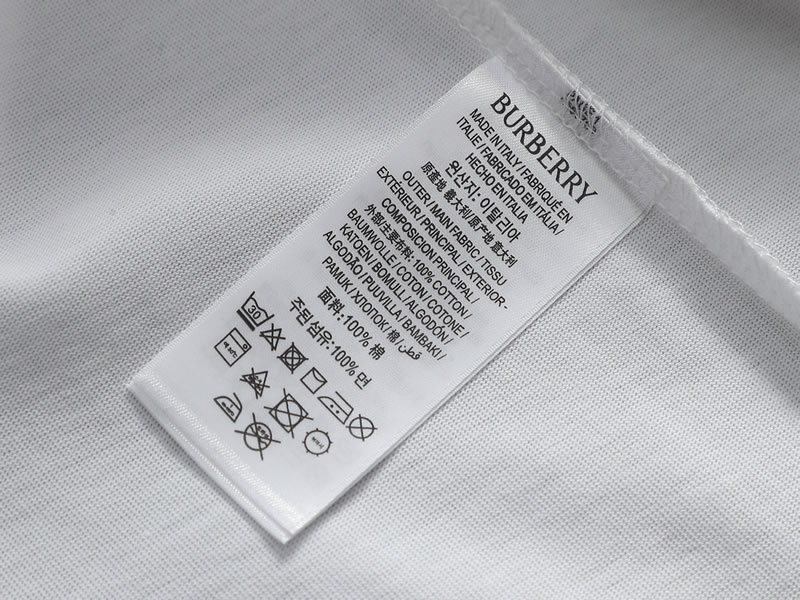 BURBERRY
MADE IN ITALY / FABRIQUÉ EN
ITALIE / FABRICADO EM ITÁLIA /
HECHO EN ITALIA
원산지: 이탈리아
原產地 義大利/原产地 意大利
OUTER / MAIN FABRIC / TISSU
EXTÉRIEUR / PRINCIPAL / EXTERIOR-
COMPOSICION PRINCIPAL /
外部/主要布料: 100% COTTON /
BAUMWOLLE / COTON / COTONE /
KATOEN / BOMULL / ALGODÓN /
ALGODÃO / PUUVILLA / BAMBAKI /
PAMUK / ХЛОПОК / 棉 / قطن
面料: 100% 棉
주된섬유: 100% 면
30